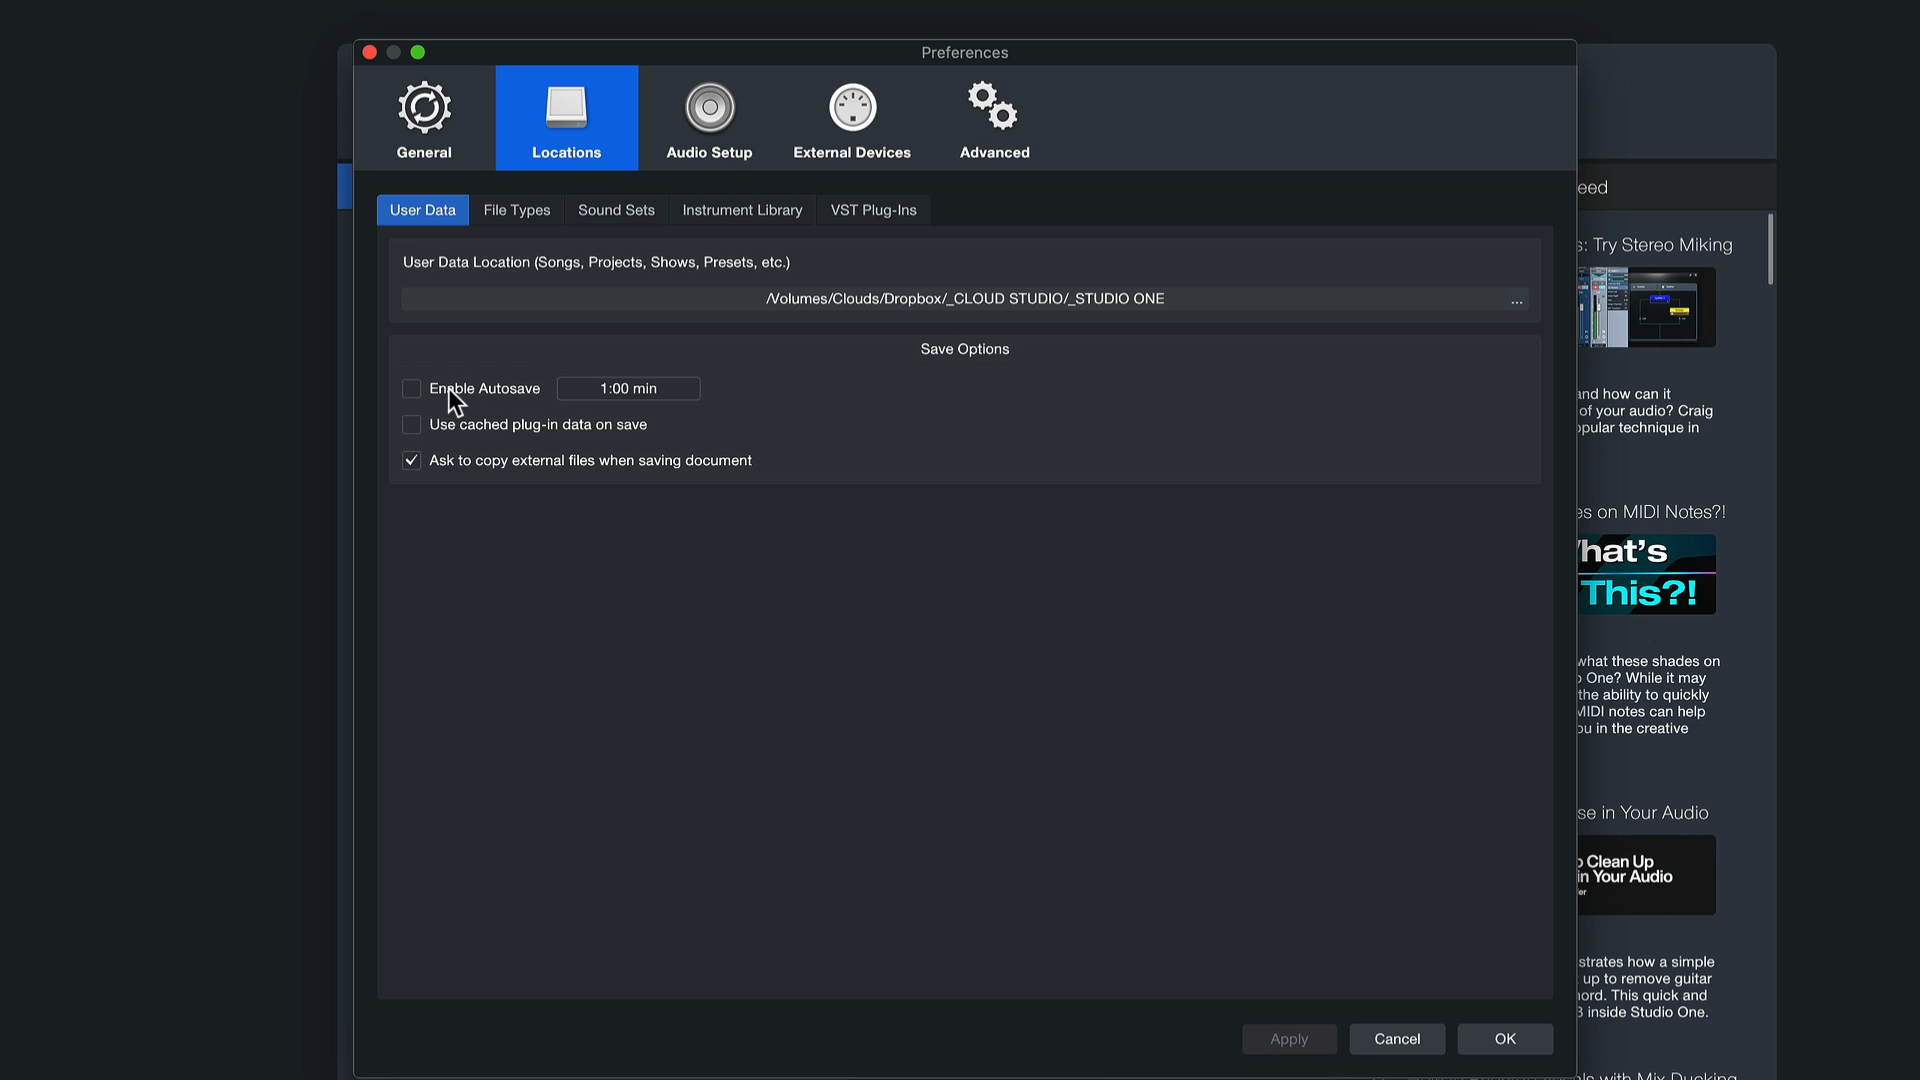 Preferences
General
Locations
Audio Setup
External Devices
Advanced
User Data
File Types
Sound Sets
Instrument Library
VST Plug-Ins
User Data Location (Songs, Projects, Shows, Presets, etc.)
/Volumes/Clouds/Dropbox/_CLOUD STUDIO/_STUDIO ONE
...
Save Options
Enable Autosave
1:00 min
Use cached plug-in data on save
Ask to copy external files when saving document
Apply
Cancel
OK
eed
s: Try Stereo Miking
and how can it
of your audio? Craig
opular technique in
es on MIDI Notes?!
What's
This?!
what these shades on
One? While it may
the ability to quickly
MIDI notes can help
ou in the creative
se in Your Audio
Clean Up
in Your Audio
strates how a simple
up to remove guitar
ord. This quick and
3 inside Studio One.
with Mix Ducking